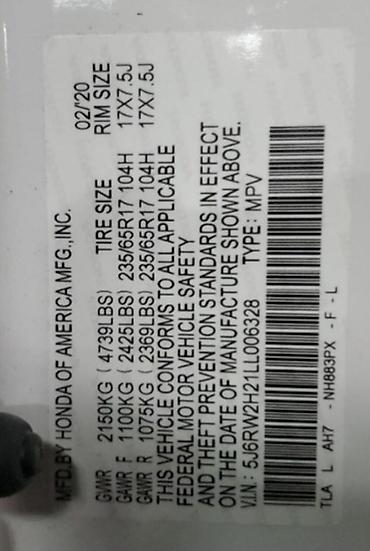 MFD.BY HONDA OF AMERICA MFG.,INC. 02/'20
TIRE SIZE RIM SIZE
GVWR 2150KG ( 4739LBS)
GAWR F 1100KG ( 2425LBS) 235/65R17 104H 17X7.5J
GAWR R 1075KG ( 2369LBS) 235/65R17 104H 17X7.5J
THIS VEHICLE CONFORMS TO ALL APPLICABLE
FEDERAL MOTOR VEHICLE SAFETY
AND THEFT PREVENTION STANDARDS IN EFFECT
ON THE DATE OF MANUFACTURE SHOWN ABOVE.
V.I.N.: 5J6RW2H21LL006328 TYPE: MPV
TLA L AH7 - NH883PX - F - L